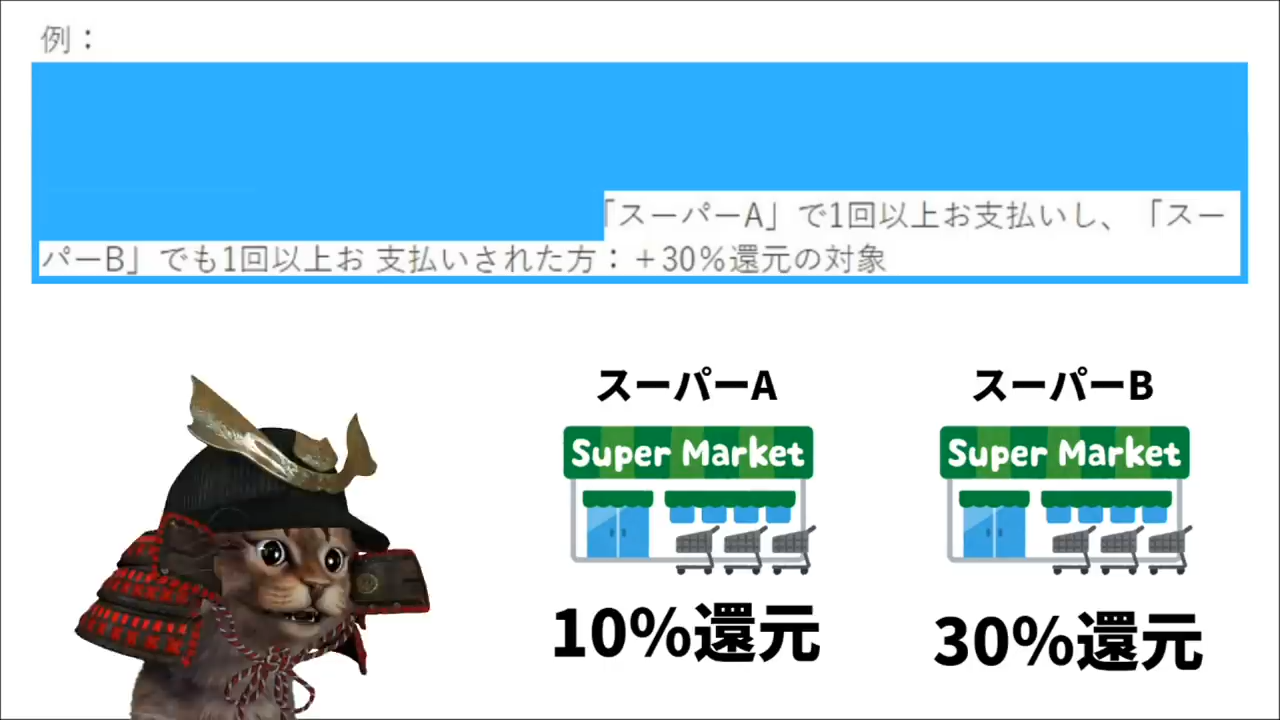 例：
「スーパーA」で1回以上お支払いし、「スー
パーB」でも1回以上お 支払いされた方：＋30％還元の対象
スーパーA
スーパーB
Super Market
Super Market
10%還元
30%還元